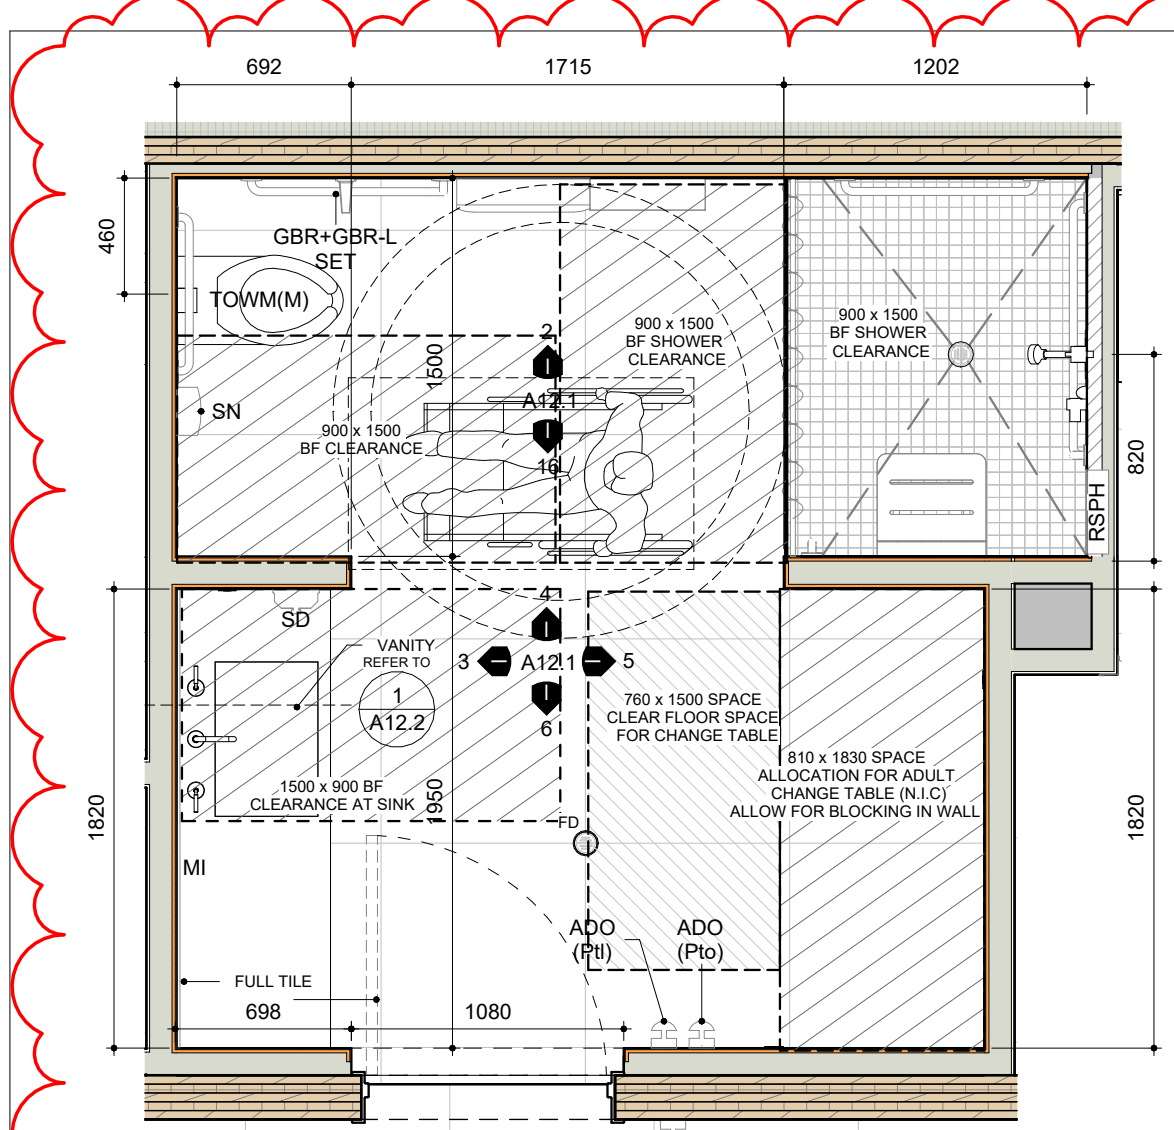 692
1715
1202
460
GBR+GBR-L
SET
TOWM(M)
900 x 1500
BF SHOWER
CLEARANCE
900 x 1500
BF SHOWER
CLEARANCE
2
1500
A12.1
SN
900 x 1500
BF CLEARANCE
16
820
RSPH
SD
4
VANITY
REFER TO
3
A12.1
5
1
A12.2
6
760 x 1500 SPACE
CLEAR FLOOR SPACE
FOR CHANGE TABLE
810 x 1830 SPACE
ALLOCATION FOR ADULT
CHANGE TABLE (N.I.C)
ALLOW FOR BLOCKING IN WALL
1500 x 900 BF
CLEARANCE AT SINK
1950
1820
1820
FD
MI
ADO
(Ptl)
ADO
(Pto)
FULL TILE
698
1080